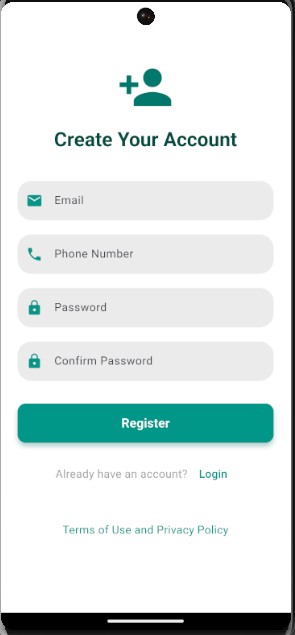 Create Your Account
Email
Phone Number
Password
Confirm Password
Register
Already have an account? Login
Terms of Use and Privacy Policy